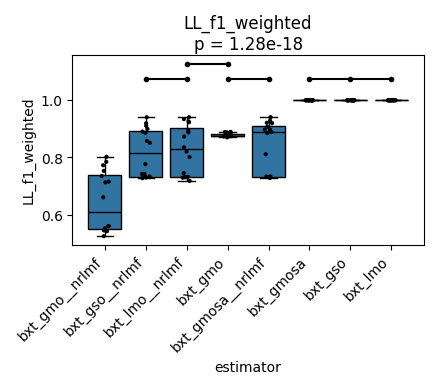 LL_f1_weighted
p = 1.28e-18
LL_f1_weighted
1.0
0.8
0.6
bxt_gmo__nrlmf
bxt_gso__nrlmf
bxt_lmo__nrlmf
bxt_gmo
bxt_gmosa__nrlmf
bxt_gmosa
bxt_gso
bxt_lmo
estimator